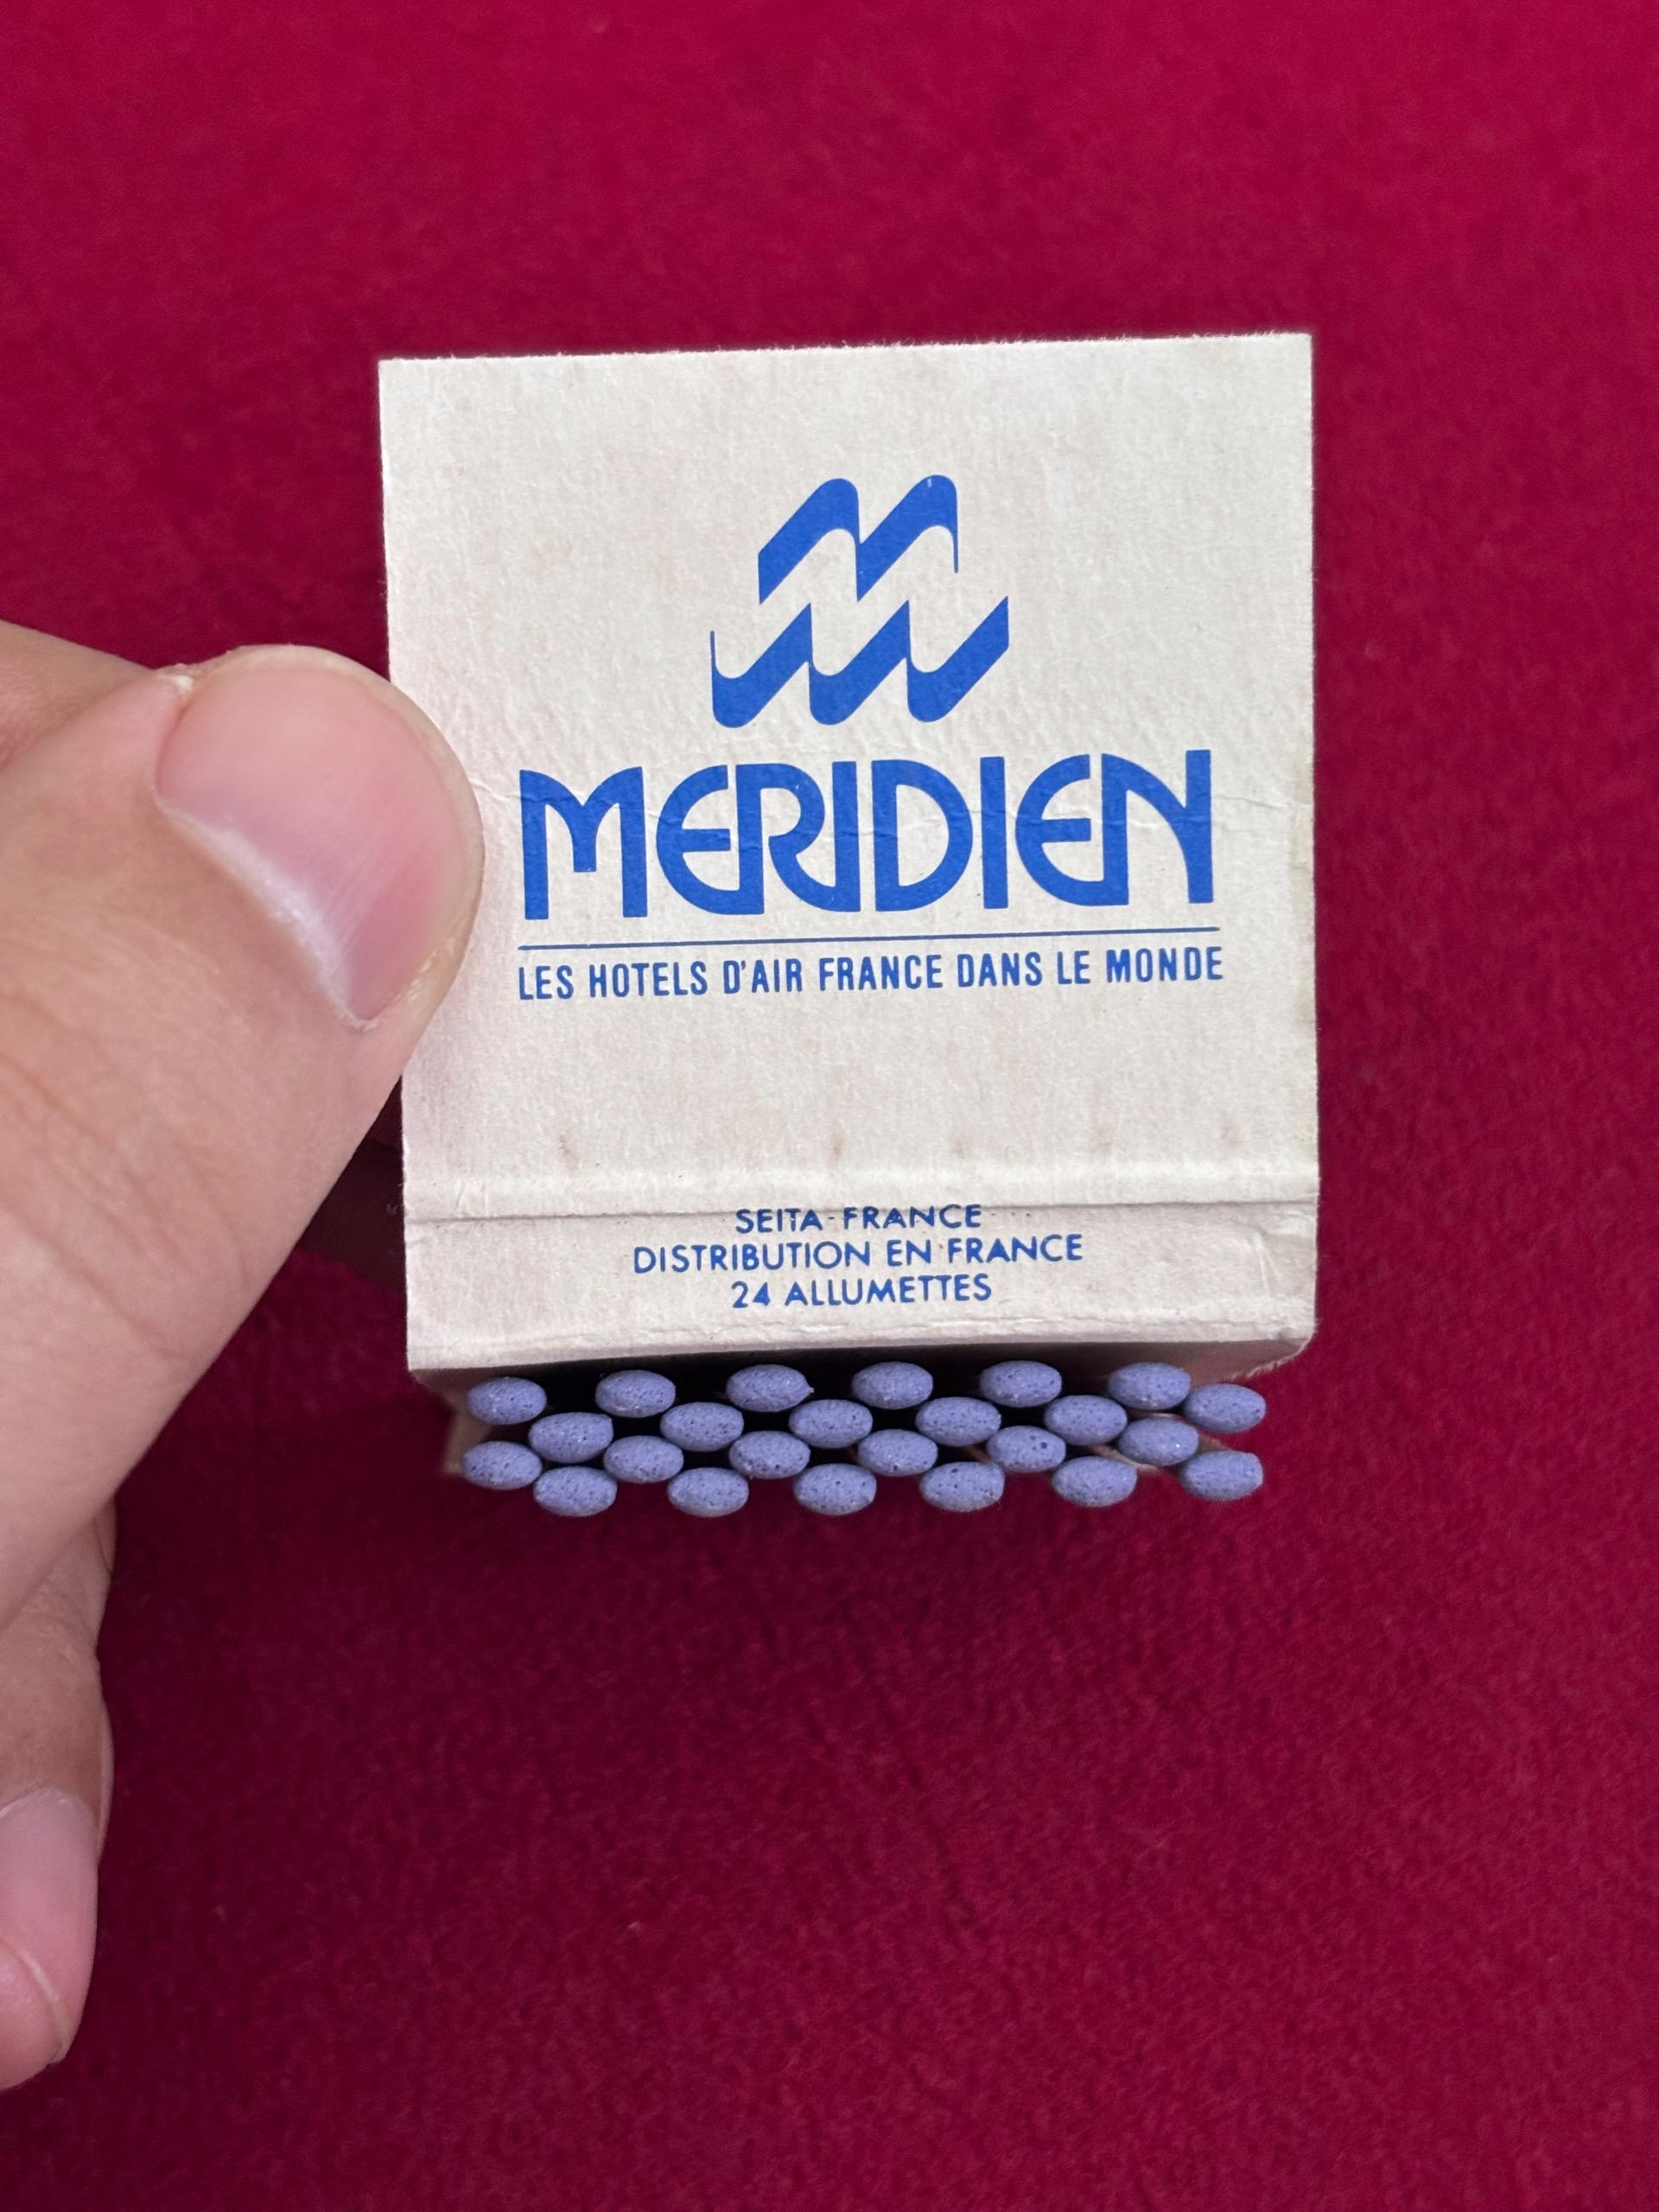 MERIDIEN
LES HOTELS D'AIR FRANCE DANS LE MONDE
SEITA-FRANCE
DISTRIBUTION EN FRANCE
24 ALLUMETTES